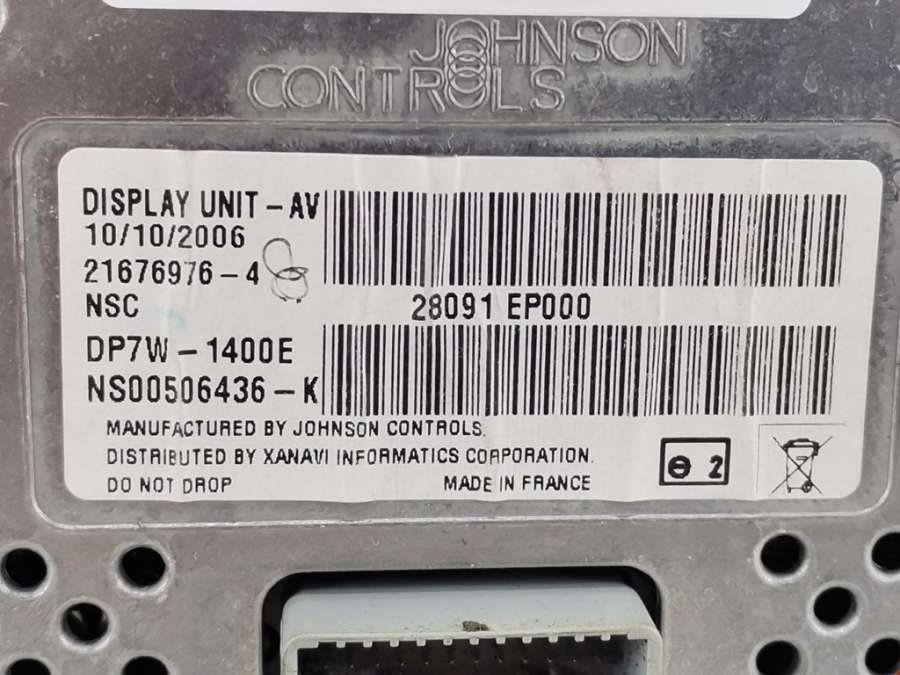 JOHNSON
CONTROLS
DISPLAY UNIT - AV
10/10/2006
21676976-4
NSC
28091 EP000
DP7W - 1400E
NS00506436 - K
MANUFACTURED BY JOHNSON CONTROLS.
DISTRIBUTED BY XANAVI INFORMATICS CORPORATION.
DO NOT DROP
MADE IN FRANCE
2